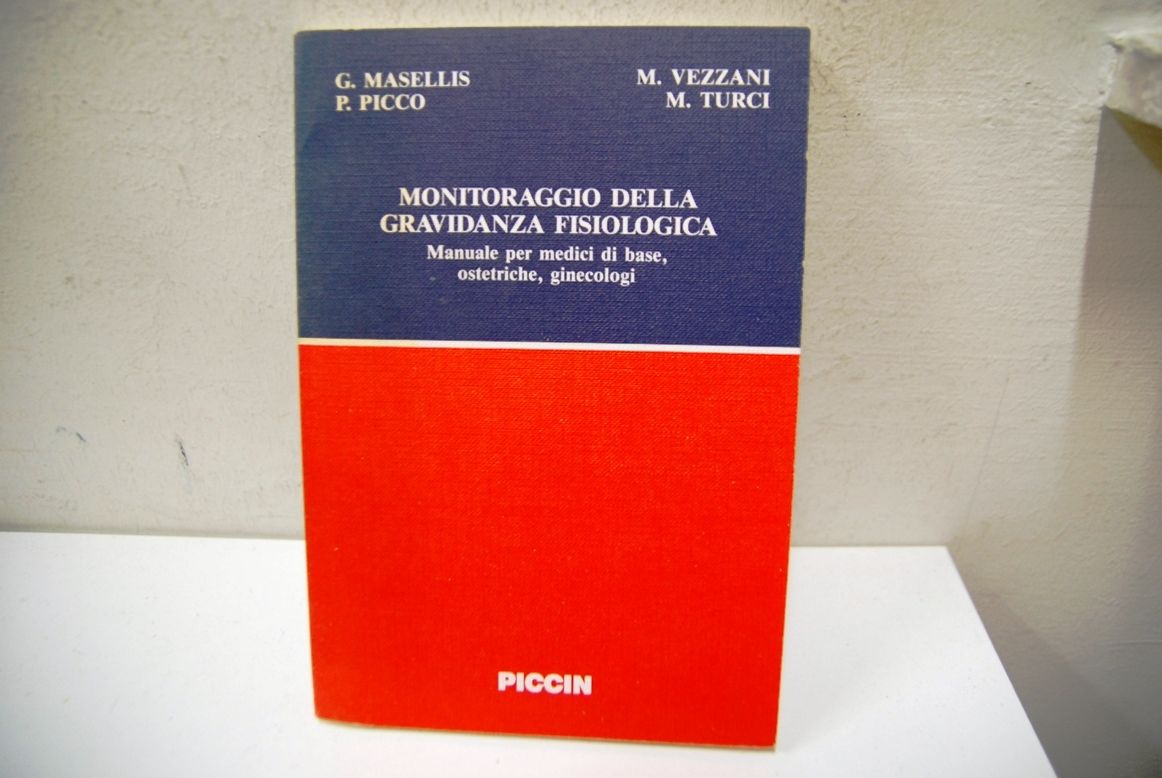 G. MASELLIS
P. PICCO
M. VEZZANI
M. TURCI
MONITORAGGIO DELLA
GRAVIDANZA FISIOLOGICA
Manuale per medici di base,
ostetriche, ginecologi
PICCIN